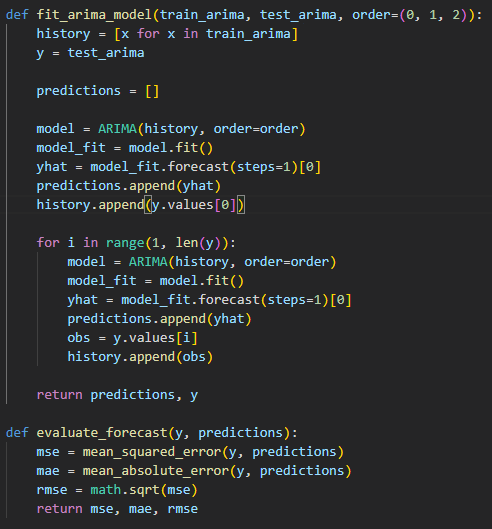 def fit_arima_model(train_arima, test_arima, order=(0, 1, 2)):
    history = [x for x in train_arima]
    y = test_arima

    predictions = []

    model = ARIMA(history, order=order)
    model_fit = model.fit()
    yhat = model_fit.forecast(steps=1)[0]
    predictions.append(yhat)
    history.append(y.values[0])

    for i in range(1, len(y)):
        model = ARIMA(history, order=order)
        model_fit = model.fit()
        yhat = model_fit.forecast(steps=1)[0]
        predictions.append(yhat)
        obs = y.values[i]
        history.append(obs)

    return predictions, y

def evaluate_forecast(y, predictions):
    mse = mean_squared_error(y, predictions)
    mae = mean_absolute_error(y, predictions)
    rmse = math.sqrt(mse)
    return mse, mae, rmse